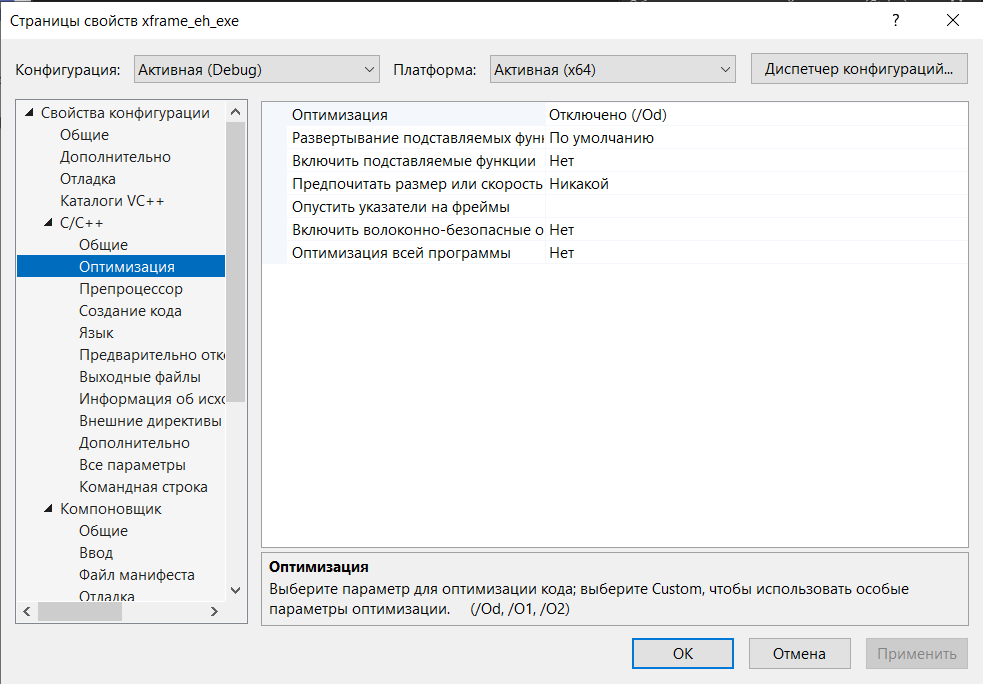 Страницы свойств xframe_eh_exe
?
Конфигурация: Активная (Debug) Платформа: Активная (x64) Диспетчер конфигураций...
Свойства конфигурации
Общие
Дополнительно
Отладка
Каталоги VC++
C/C++
Общие
Оптимизация
Препроцессор
Создание кода
Язык
Предварительно отко
Выходные файлы
Информация об исхо
Внешние директивы
Дополнительно
Все параметры
Командная строка
Компоновщик
Общие
Ввод
Файл манифеста
Отладка
Оптимизация Отключено (/Od)
Развертывание подставляемых функ По умолчанию
Включить подставляемые функции Нет
Предпочитать размер или скорость Никакой
Опустить указатели на фреймы
Включить волоконно-безопасные о Нет
Оптимизация всей программы Нет
Оптимизация
Выберите параметр для оптимизации кода; выберите Custom, чтобы использовать особые
параметры оптимизации. (/Od, /O1, /O2)
ОК Отмена Применить